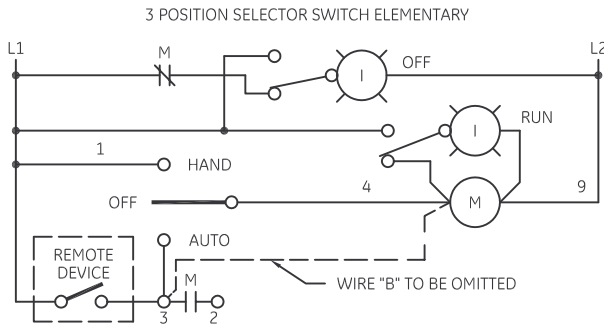 3 POSITION SELECTOR SWITCH ELEMENTARY
L1
L2
M
I
OFF
I
RUN
1
HAND
OFF
4
M
9
AUTO
REMOTE
DEVICE
M
WIRE "B" TO BE OMITTED
3
2